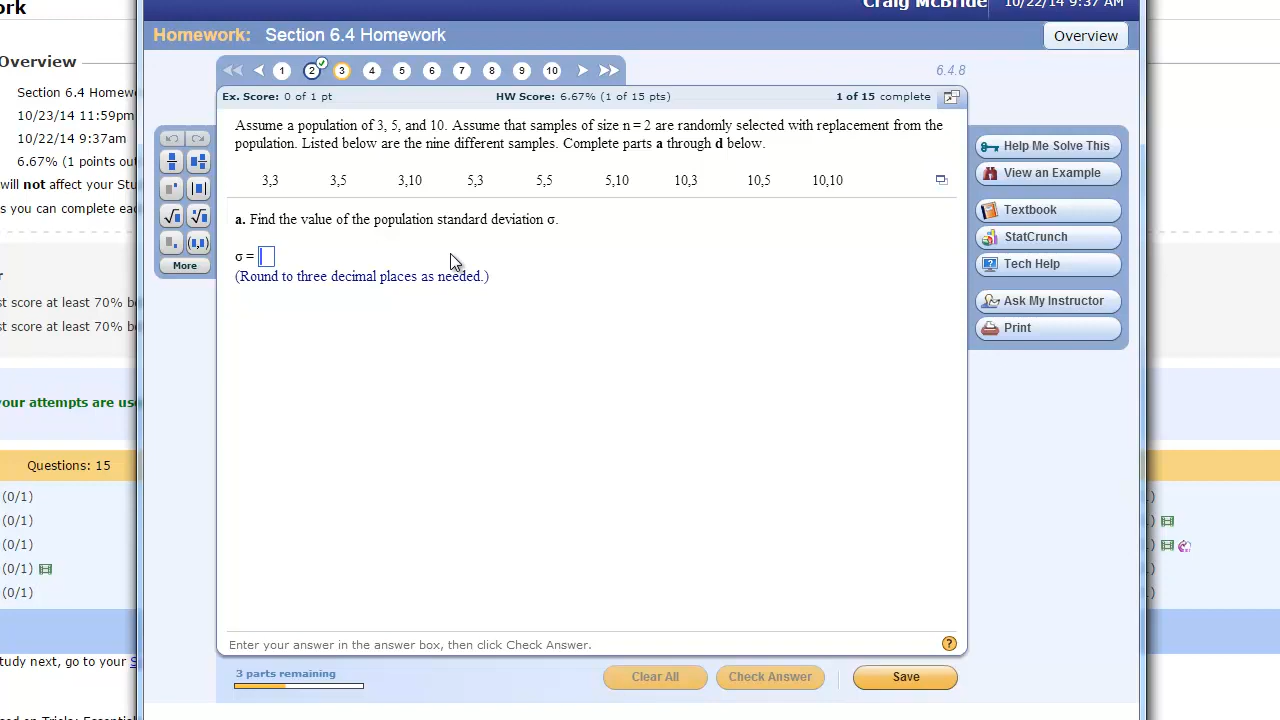 ork
Craig McBride
10/22/14 9:37 AM
Homework: Section 6.4 Homework
Overview
Overview
Section 6.4 Homew
10/23/14 11:59pm
10/22/14 9:37am
6.67% (1 points out
will not affect your Stu
s you can complete eac
1 2 3 4 5 6 7 8 9 10
6.4.8
Ex. Score: 0 of 1 pt
HW Score: 6.67% (1 of 15 pts)
1 of 15 complete
Assume a population of 3, 5, and 10. Assume that samples of size n = 2 are randomly selected with replacement from the
population. Listed below are the nine different samples. Complete parts a through d below.
3,3 3,5 3,10 5,3 5,5 5,10 10,3 10,5 10,10
a. Find the value of the population standard deviation σ.
σ =
(Round to three decimal places as needed.)
More
Help Me Solve This
View an Example
Textbook
StatCrunch
Tech Help
Ask My Instructor
Print
r
st score at least 70% be
st score at least 70% be
your attempts are use
Questions: 15
(0/1)
(0/1)
(0/1)
(0/1)
(0/1)
)
)
)
)
)
Enter your answer in the answer box, then click Check Answer.
?
3 parts remaining
Clear All
Check Answer
Save
tudy next, go to your S